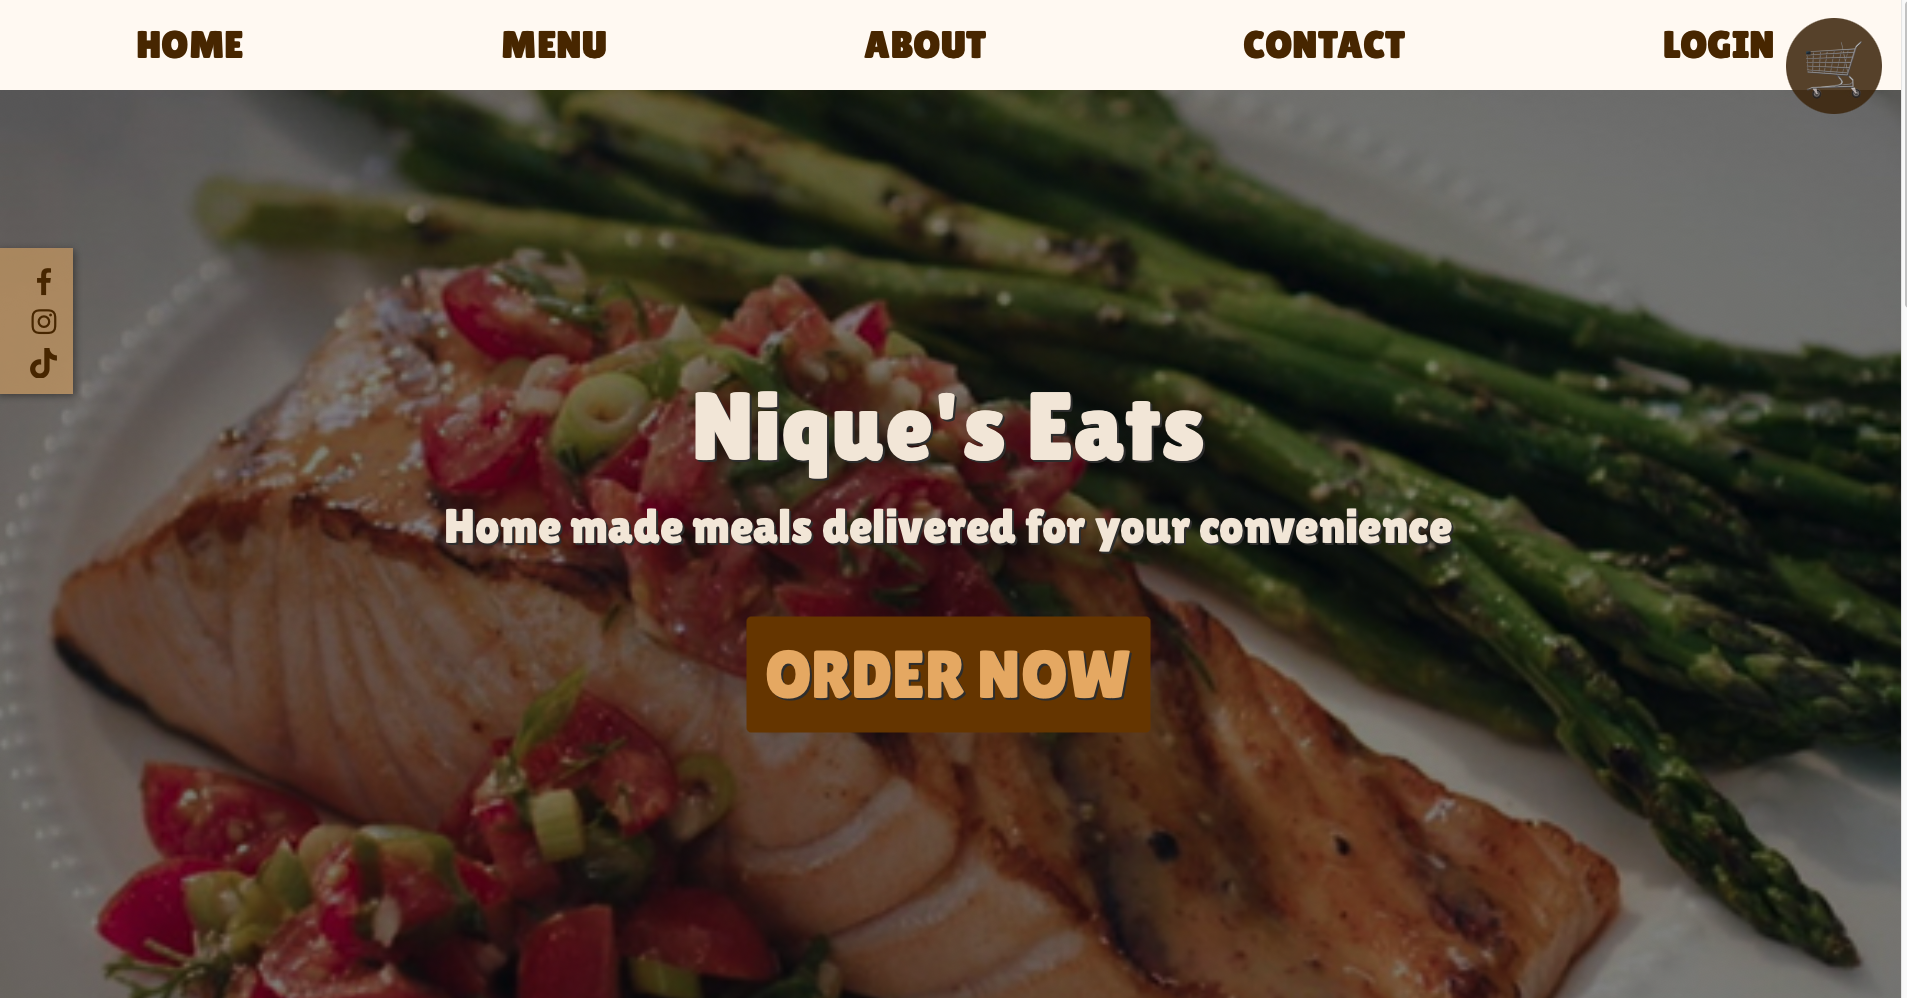 HOME
MENU
ABOUT
CONTACT
LOGIN
Nique's Eats
Home made meals delivered for your convenience
ORDER NOW